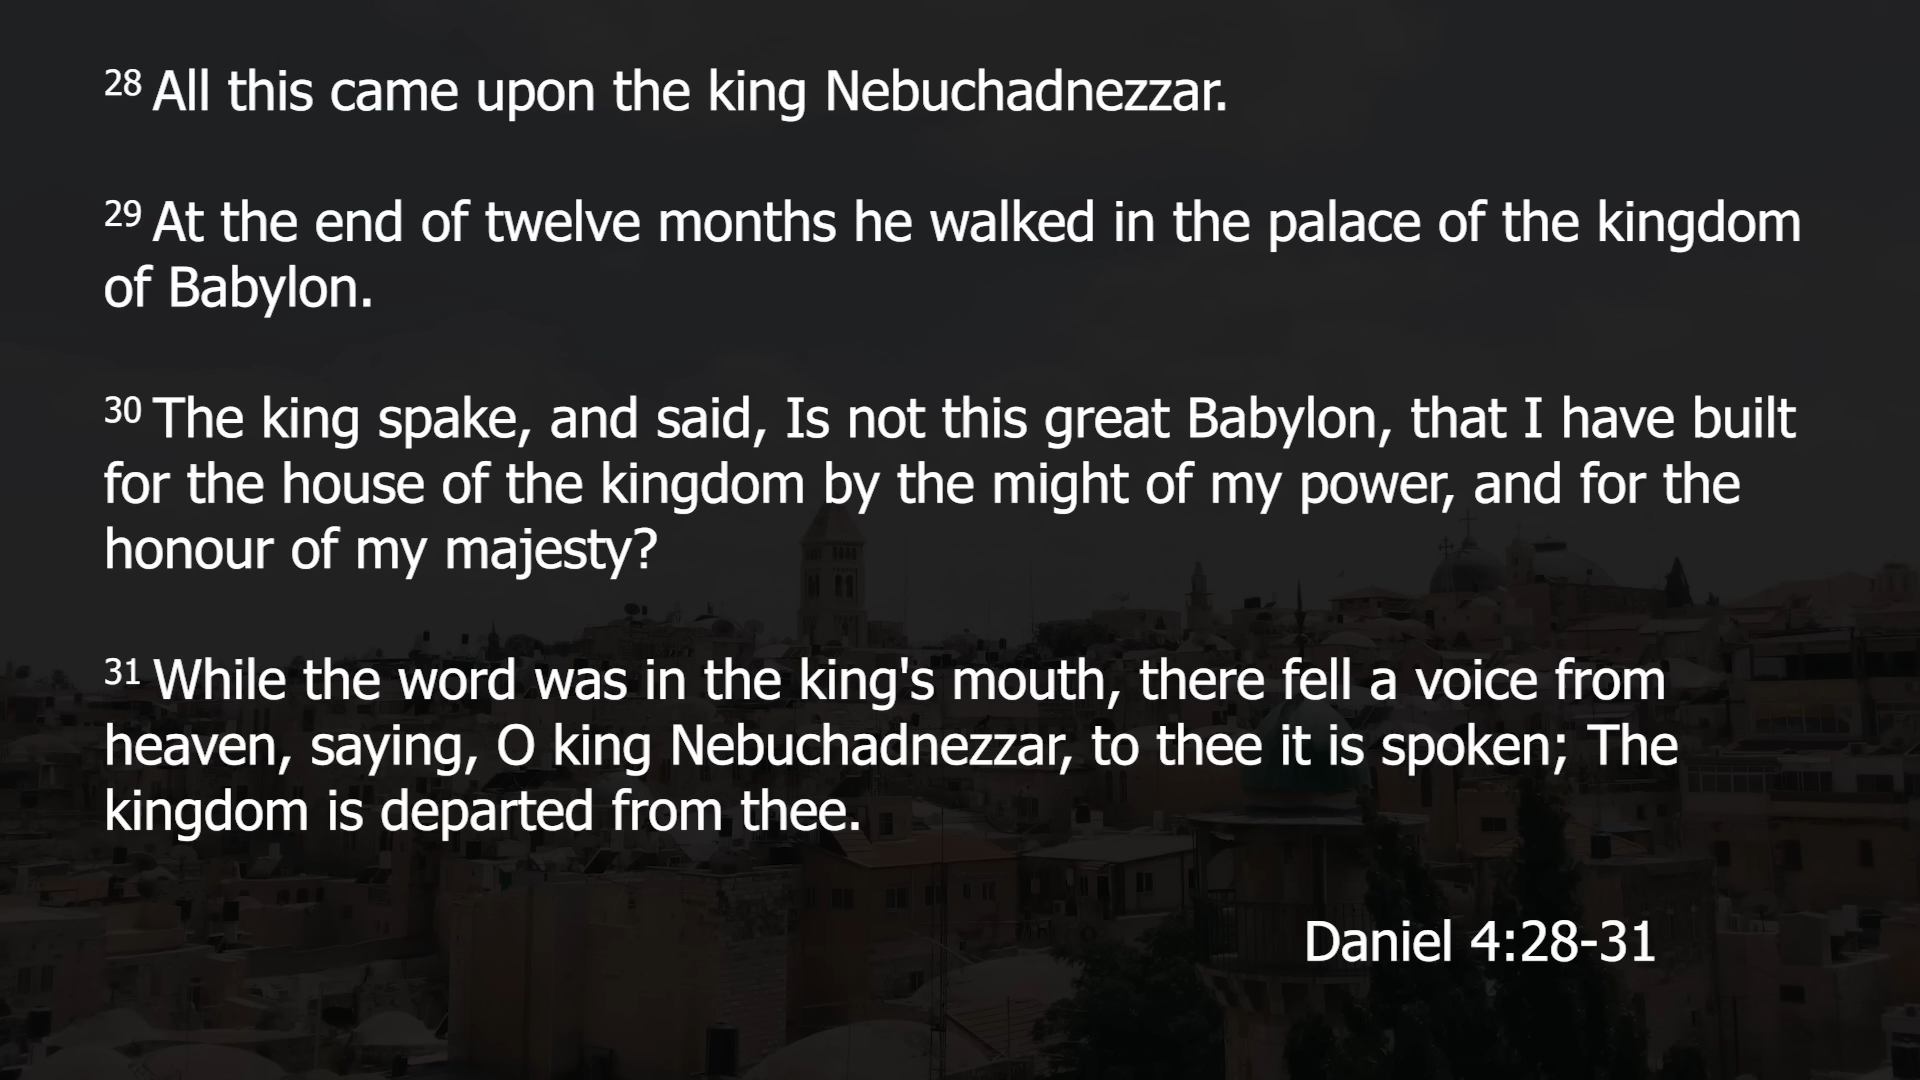 28 All this came upon the king Nebuchadnezzar.
29 At the end of twelve months he walked in the palace of the kingdom
of Babylon.
30 The king spake, and said, Is not this great Babylon, that I have built
for the house of the kingdom by the might of my power, and for the
honour of my majesty?
31 While the word was in the king's mouth, there fell a voice from
heaven, saying, O king Nebuchadnezzar, to thee it is spoken; The
kingdom is departed from thee.
Daniel 4:28-31